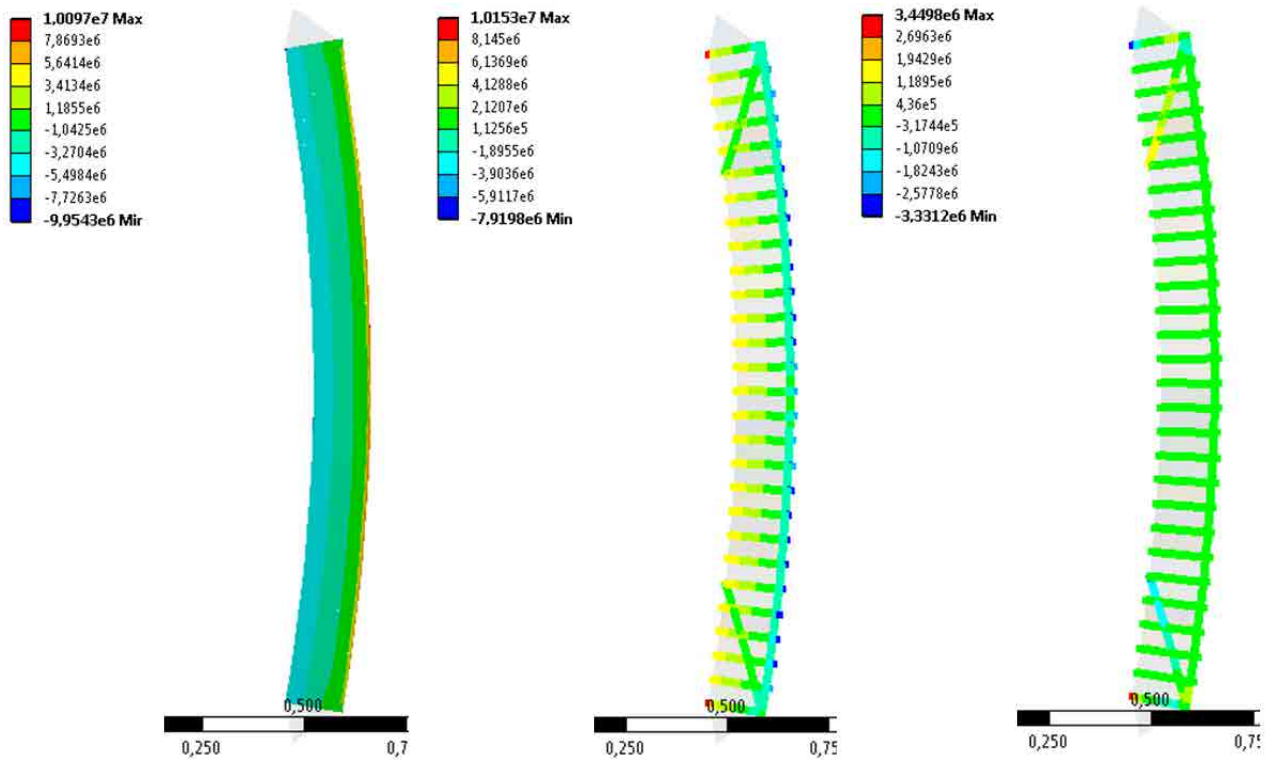 1,0097e7 Max
7,8693e6
5,6414e6
3,4134e6
1,1855e6
-1,0425e6
-3,2704e6
-5,4984e6
-7,7263e6
-9,9543e6 Mir
0,500
0,250
0,7
1,0153e7 Max
8,145e6
6,1369e6
4,1288e6
2,1207e6
1,1256e5
-1,8955e6
-3,9036e6
-5,9117e6
-7,9198e6 Min
0,500
0,250
0,75
3,4498e6 Max
2,6963e6
1,9429e6
1,1895e6
4,36e5
-3,1744e5
-1,0709e6
-1,8243e6
-2,5778e6
-3,3312e6 Min
0,500
0,250
0,75